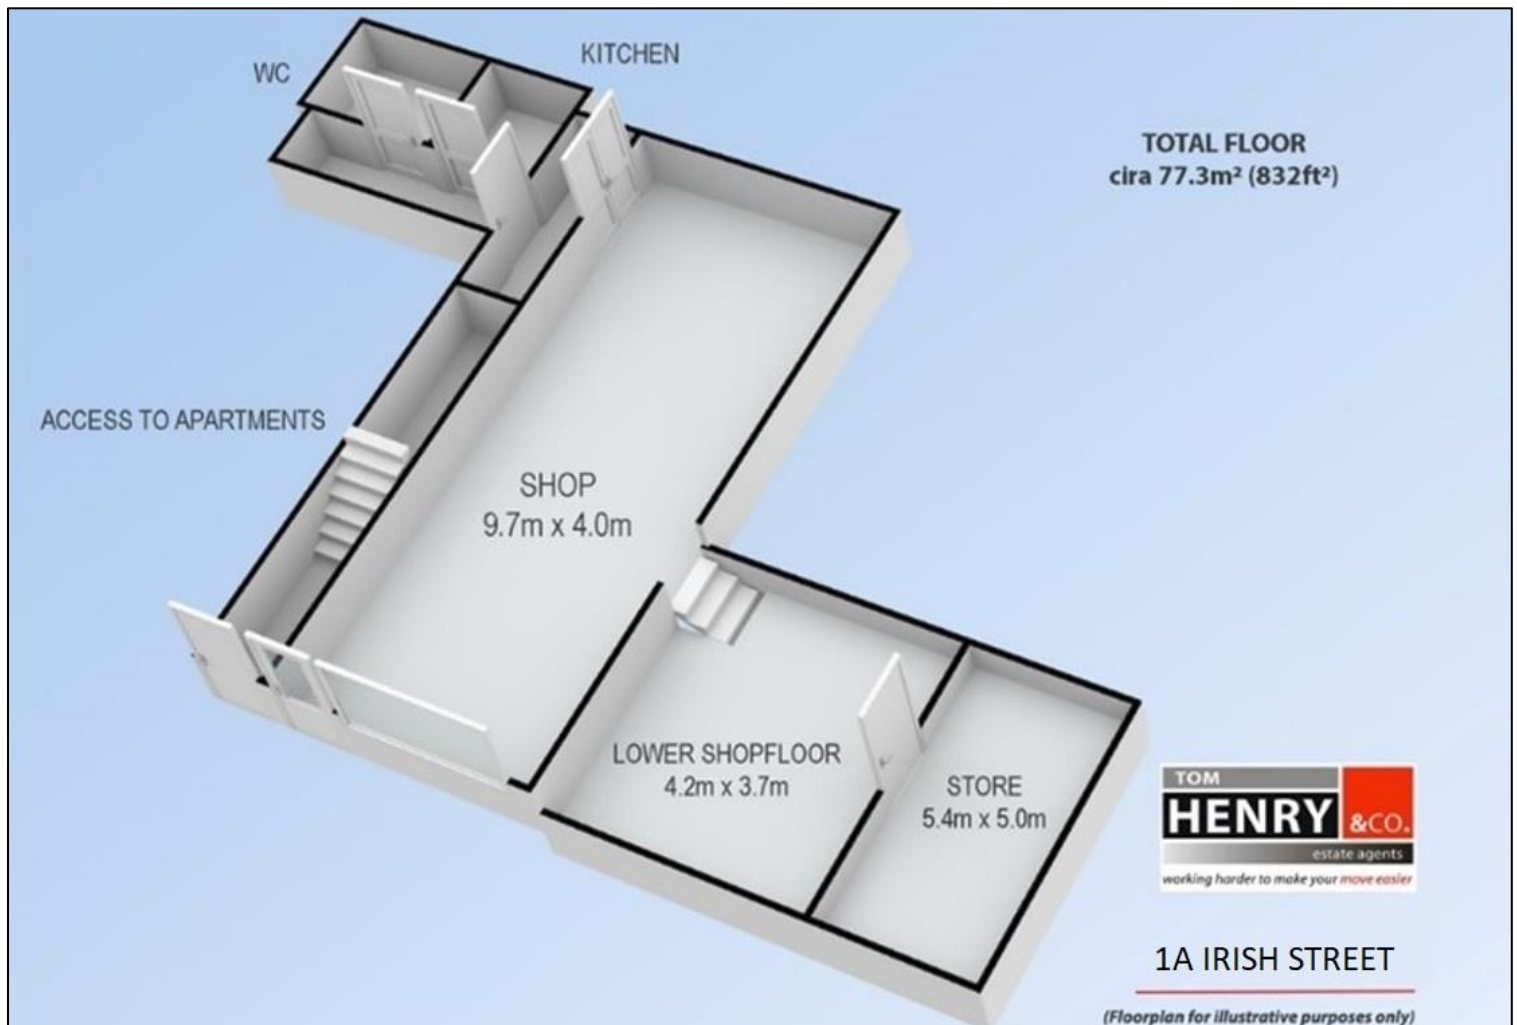 KITCHEN
WC
TOTAL FLOOR
cira 77.3m² (832ft²)
ACCESS TO APARTMENTS
SHOP
9.7m x 4.0m
LOWER SHOPFLOOR
4.2m x 3.7m
STORE
5.4m x 5.0m
TOM
HENRY &CO.
estate agents
working harder to make your move easier
1A IRISH STREET
(Floorplan for illustrative purposes only)